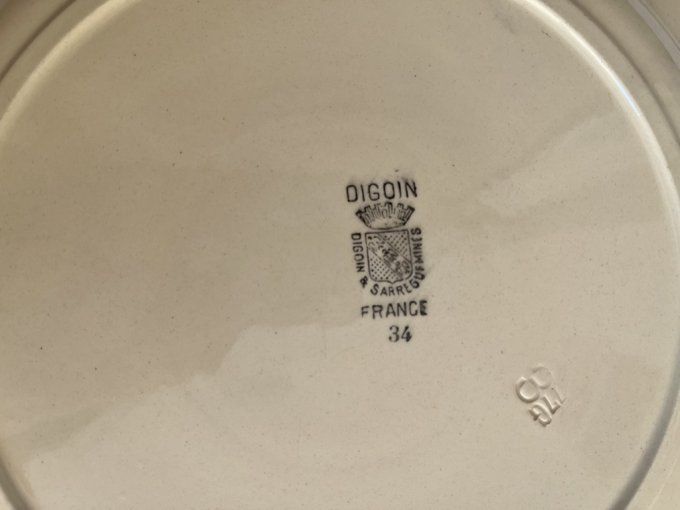 DIGOIN
DIGOIN & SARREGUEMINES
FRANCE
34